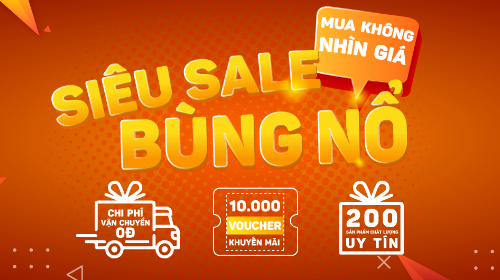 MUA KHÔNG
NHÌN GIÁ
SIÊU SALE
BÙNG NỔ
CHI PHÍ
VẬN CHUYỂN
0Đ
10.000
VOUCHER
KHUYẾN MÃI
200
SẢN PHẨM CHẤT LƯỢNG
UY TÍN